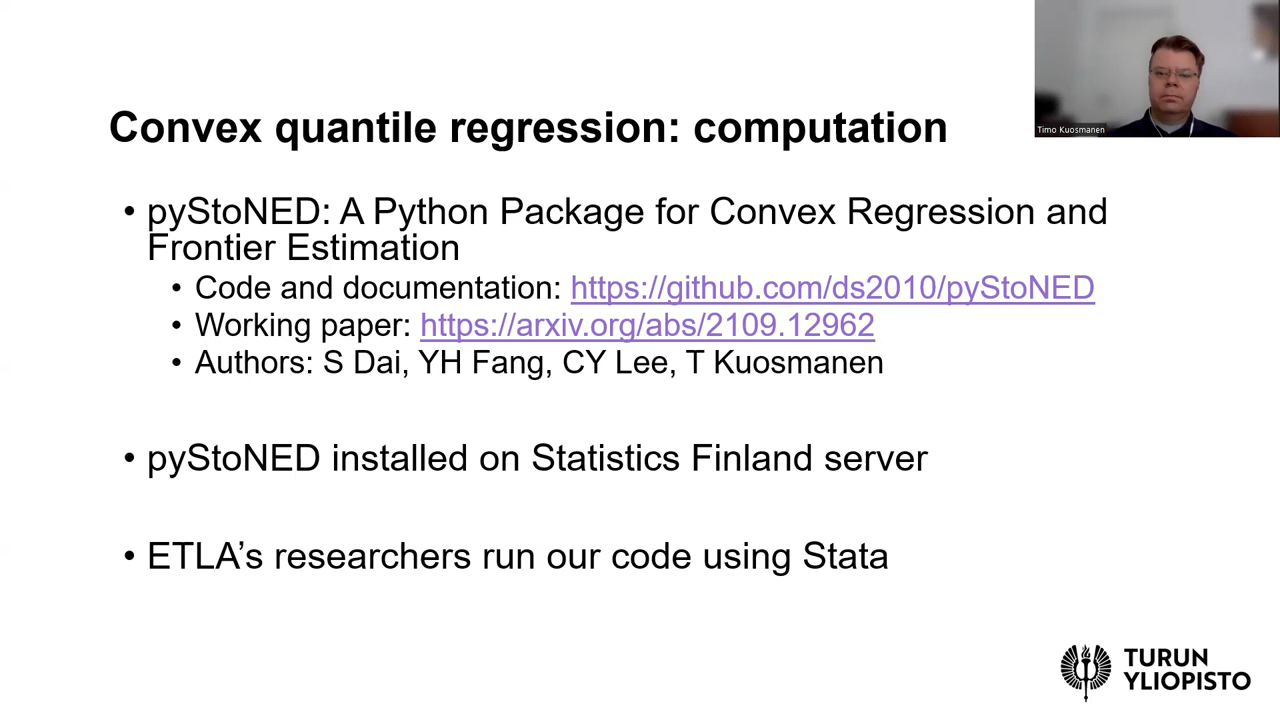 Timo Kuosmanen
Convex quantile regression: computation
• pyStoNED: A Python Package for Convex Regression and
Frontier Estimation
• Code and documentation: https://github.com/ds2010/pyStoNED
• Working paper: https://arxiv.org/abs/2109.12962
• Authors: S Dai, YH Fang, CY Lee, T Kuosmanen
• pyStoNED installed on Statistics Finland server
• ETLA’s researchers run our code using Stata
TURUN
YLIOPISTO